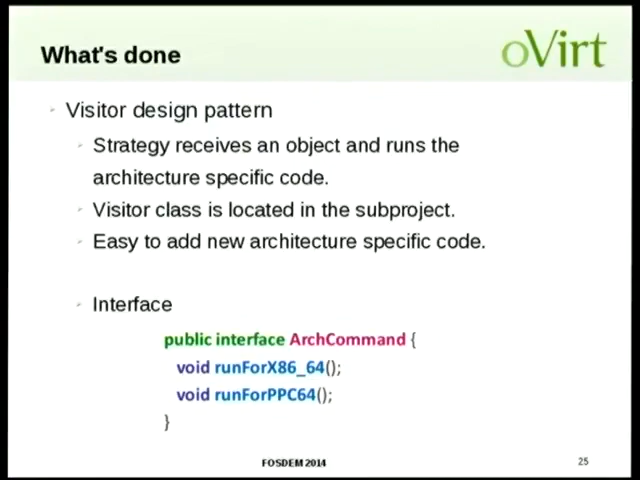 What's done
oVirt
Visitor design pattern
Strategy receives an object and runs the
architecture specific code.
Visitor class is located in the subproject.
Easy to add new architecture specific code.
Interface
public interface ArchCommand {
void runForX86_64();
void runForPPC64();
}
FOSDEM 2014
25